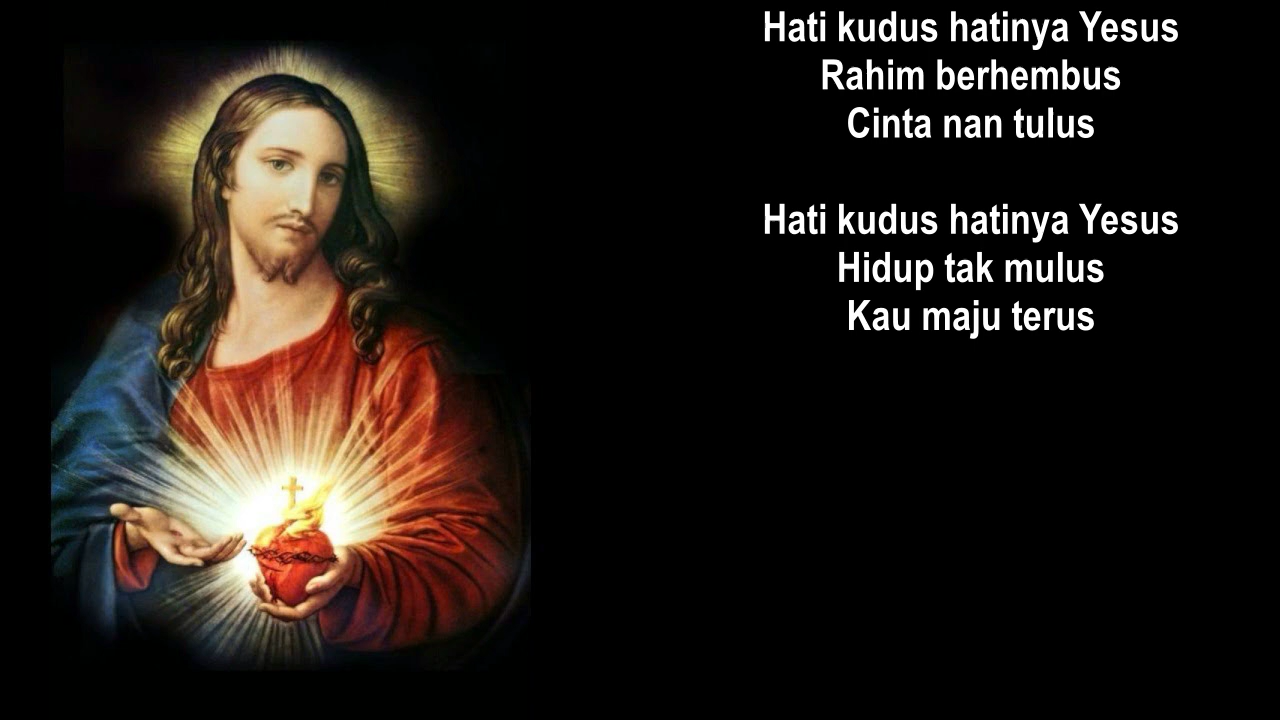 Hati kudus hatinya Yesus
Rahim berhembus
Cinta nan tulus
Hati kudus hatinya Yesus
Hidup tak mulus
Kau maju terus